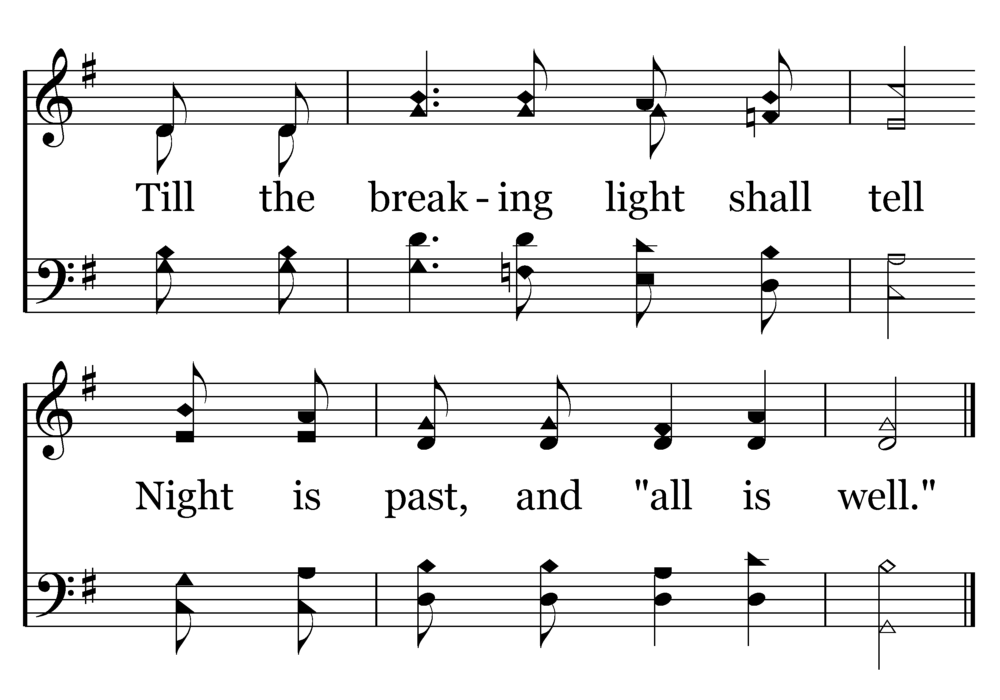 Till the break - ing light shall tell
Night is past, and "all is well."